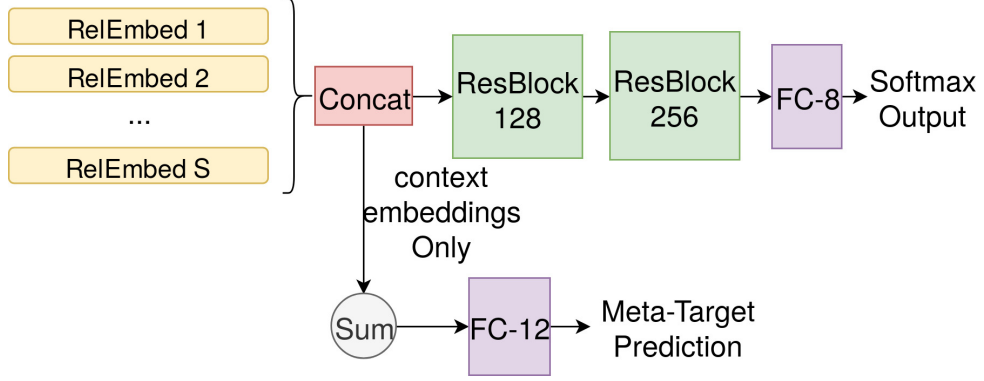 RelEmbed 1
RelEmbed 2
...
RelEmbed S
Concat
ResBlock
128
ResBlock
256
FC-8
Softmax
Output
context
embeddings
Only
Sum
FC-12
Meta-Target
Prediction